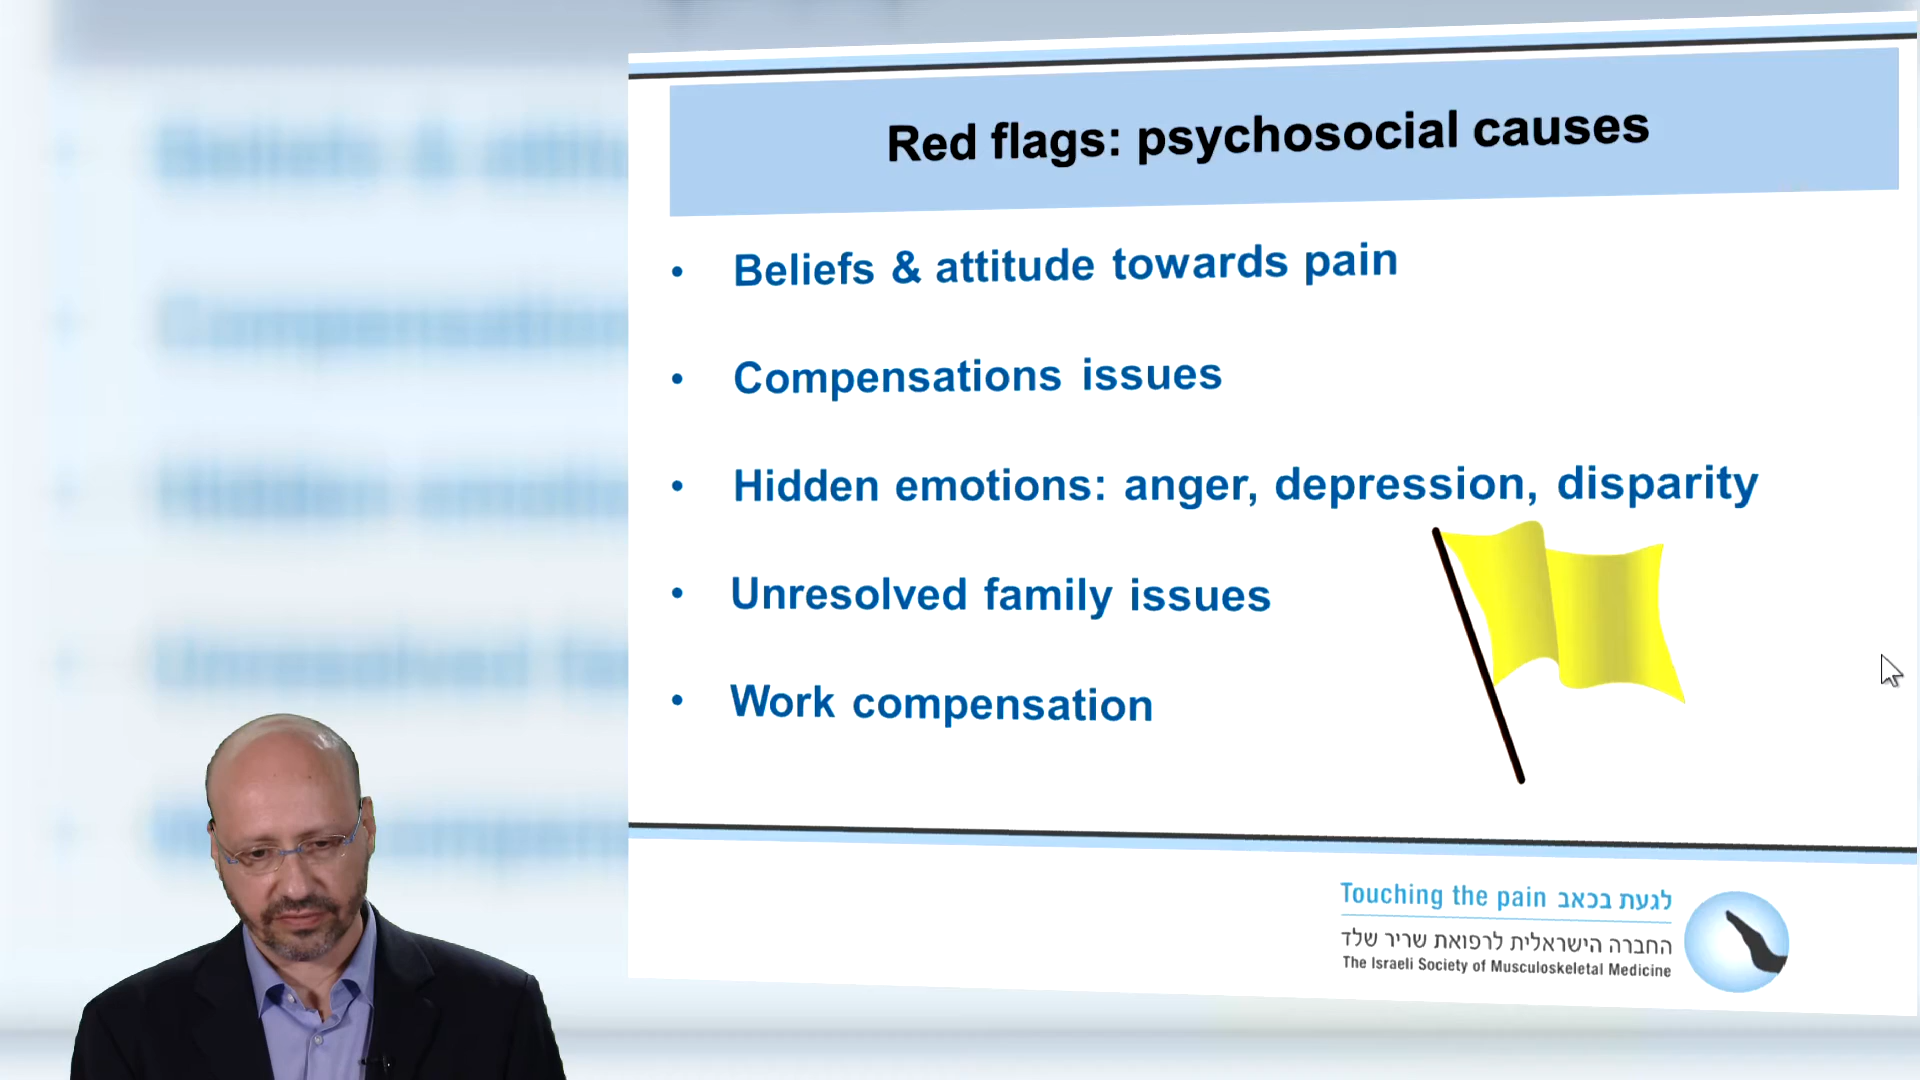 Red flags: psychosocial causes
• Beliefs & attitude towards pain
• Compensations issues
• Hidden emotions: anger, depression, disparity
• Unresolved family issues
• Work compensation
Touching the pain לגעת בכאב
החברה הישראלית לרפואת שריר שלד
The Israeli Society of Musculoskeletal Medicine